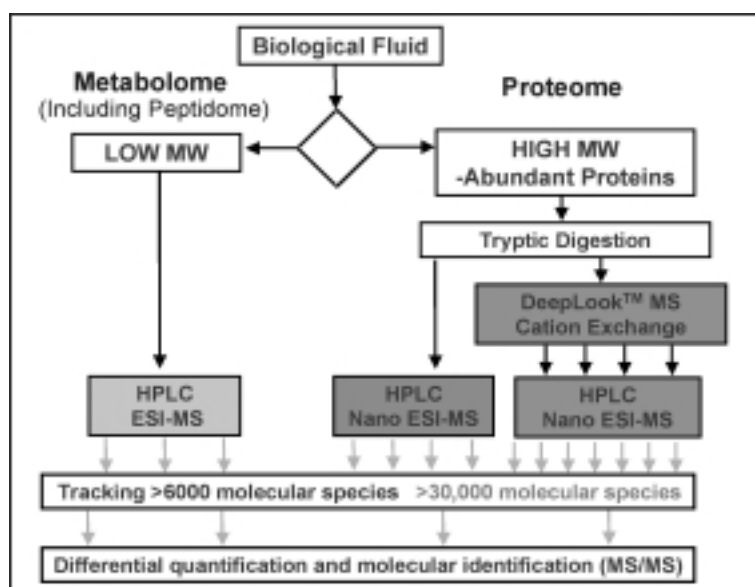 Biological Fluid
Metabolome
(Including Peptidome)
Proteome
LOW MW
HIGH MW
-Abundant Proteins
Tryptic Digestion
DeepLook™ MS
Cation Exchange
HPLC
ESI-MS
HPLC
Nano ESI-MS
HPLC
Nano ESI-MS
Tracking >6000 molecular species >30,000 molecular species
Differential quantification and molecular identification (MS/MS)